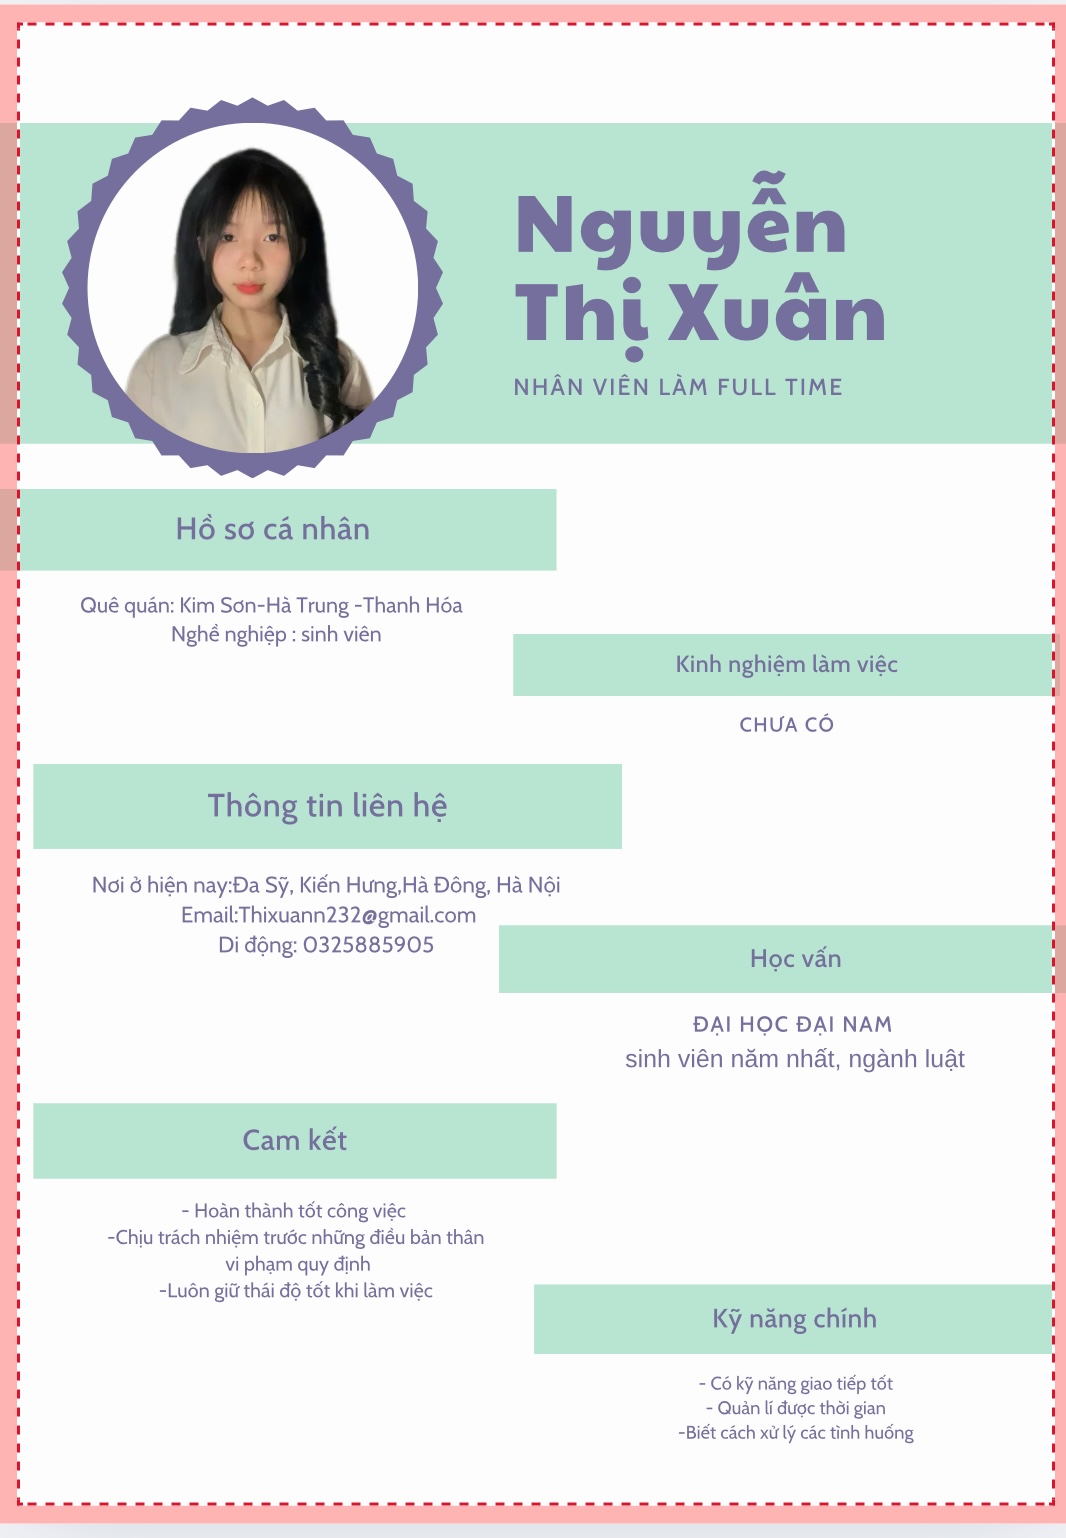 Nguyễn
Thị Xuân
NHÂN VIÊN LÀM FULL TIME
Hồ sơ cá nhân
Quê quán: Kim Sơn-Hà Trung -Thanh Hóa
Nghề nghiệp : sinh viên
Kinh nghiệm làm việc
CHƯA CÓ
Thông tin liên hệ
Nơi ở hiện nay:Đa Sỹ, Kiến Hưng,Hà Đông, Hà Nội
Email:Thixuann232@gmail.com
Di động: 0325885905
Học vấn
ĐẠI HỌC ĐẠI NAM
sinh viên năm nhất, ngành luật
Cam kết
- Hoàn thành tốt công việc
-Chịu trách nhiệm trước những điều bản thân
vi phạm quy định
-Luôn giữ thái độ tốt khi làm việc
Kỹ năng chính
- Có kỹ năng giao tiếp tốt
- Quản lí được thời gian
-Biết cách xử lý các tình huống